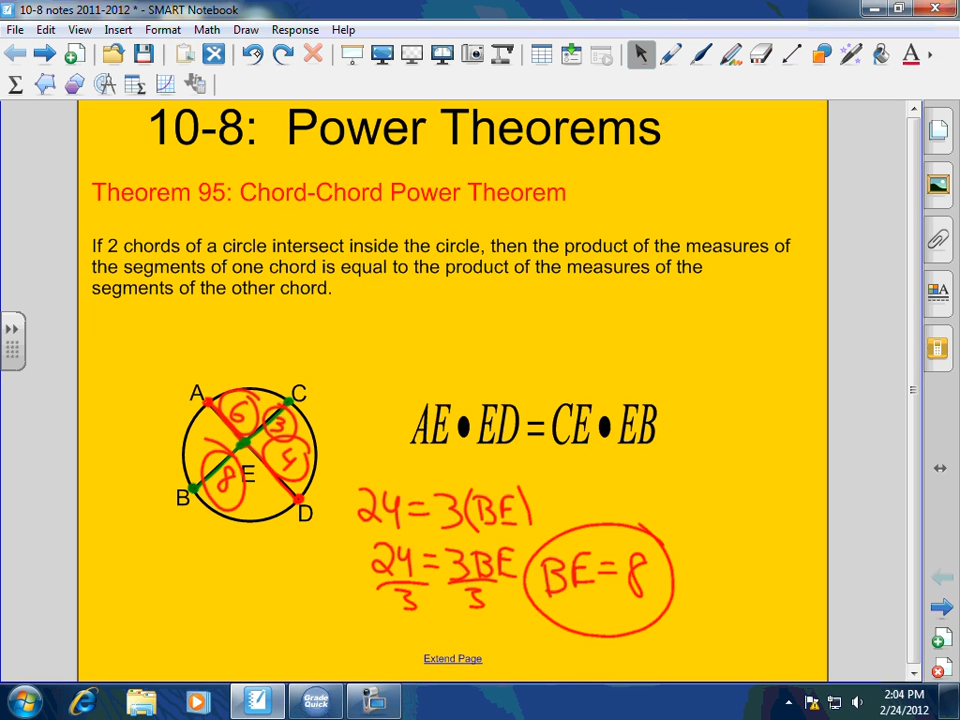 10-8 notes 2011-2012 * - SMART Notebook
File Edit View Insert Format Math Draw Response Help
10-8: Power Theorems
Theorem 95: Chord-Chord Power Theorem
If 2 chords of a circle intersect inside the circle, then the product of the measures of
the segments of one chord is equal to the product of the measures of the
segments of the other chord.
A C
6 3
AE • ED = CE • EB
8 4
E
B
D
24 = 3(BE)
24 = 3BE
3 3
BE = 8
Extend Page
Grade Quick
2:04 PM
2/24/2012